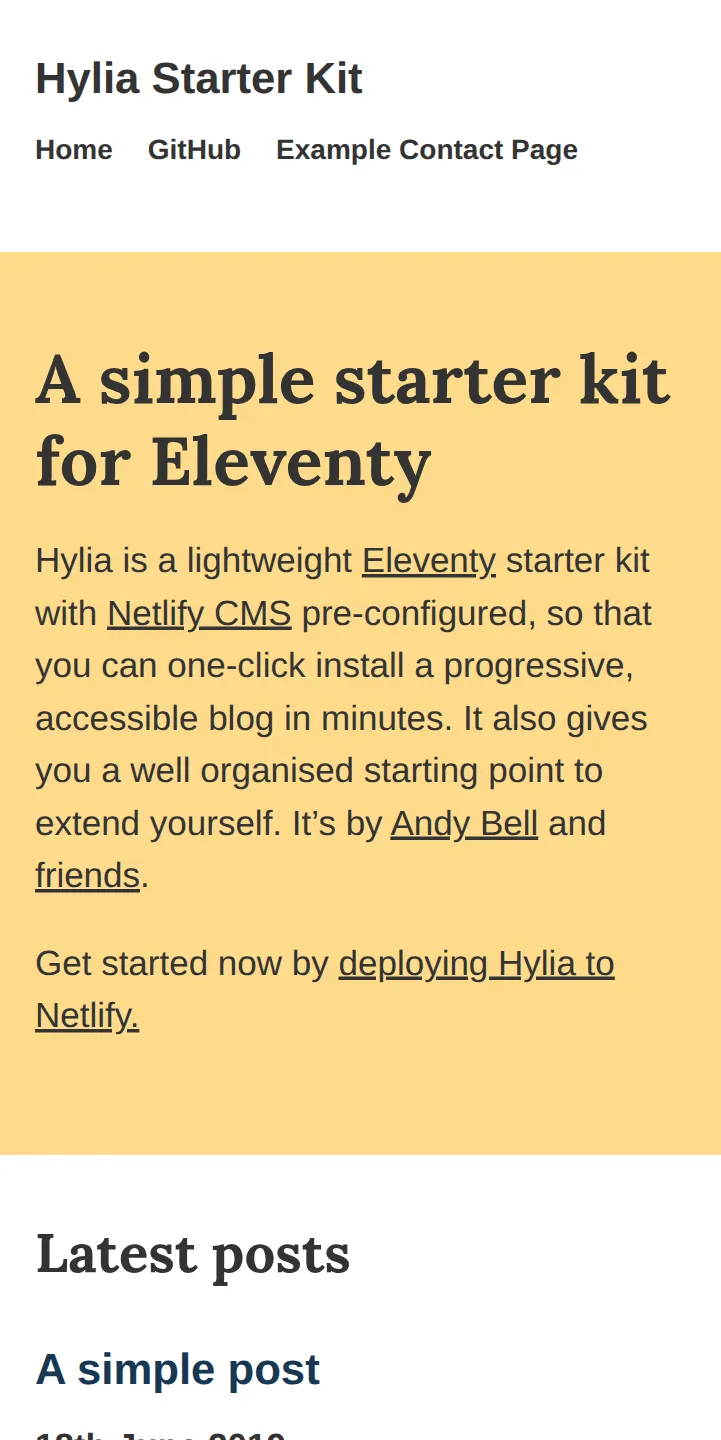 Hylia Starter Kit
Home GitHub Example Contact Page
A simple starter kit
for Eleventy
Hylia is a lightweight Eleventy starter kit
with Netlify CMS pre-configured, so that
you can one-click install a progressive,
accessible blog in minutes. It also gives
you a well organised starting point to
extend yourself. It’s by Andy Bell and
friends.
Get started now by deploying Hylia to
Netlify.
Latest posts
A simple post